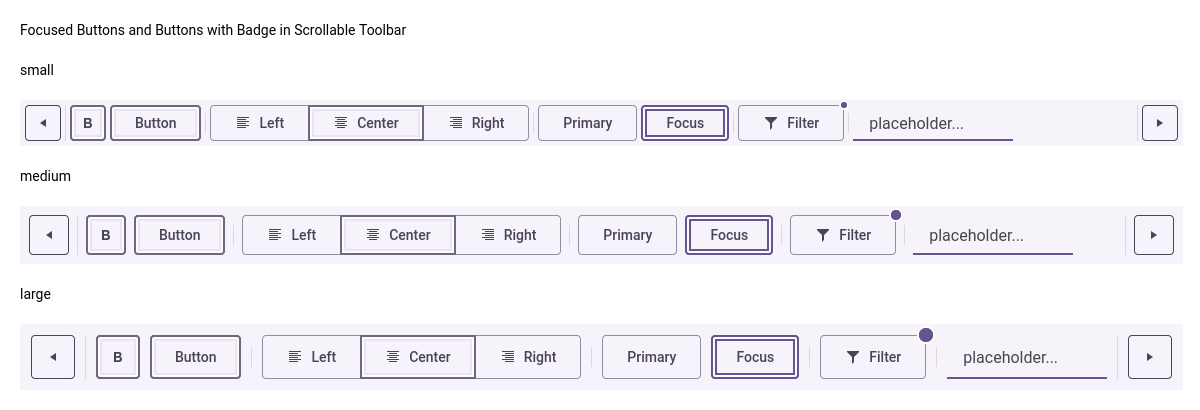 Focused Buttons and Buttons with Badge in Scrollable Toolbar
small
B Button Left Center Right Primary Focus Filter placeholder...
medium
B Button Left Center Right Primary Focus Filter placeholder...
large
B Button Left Center Right Primary Focus Filter placeholder...